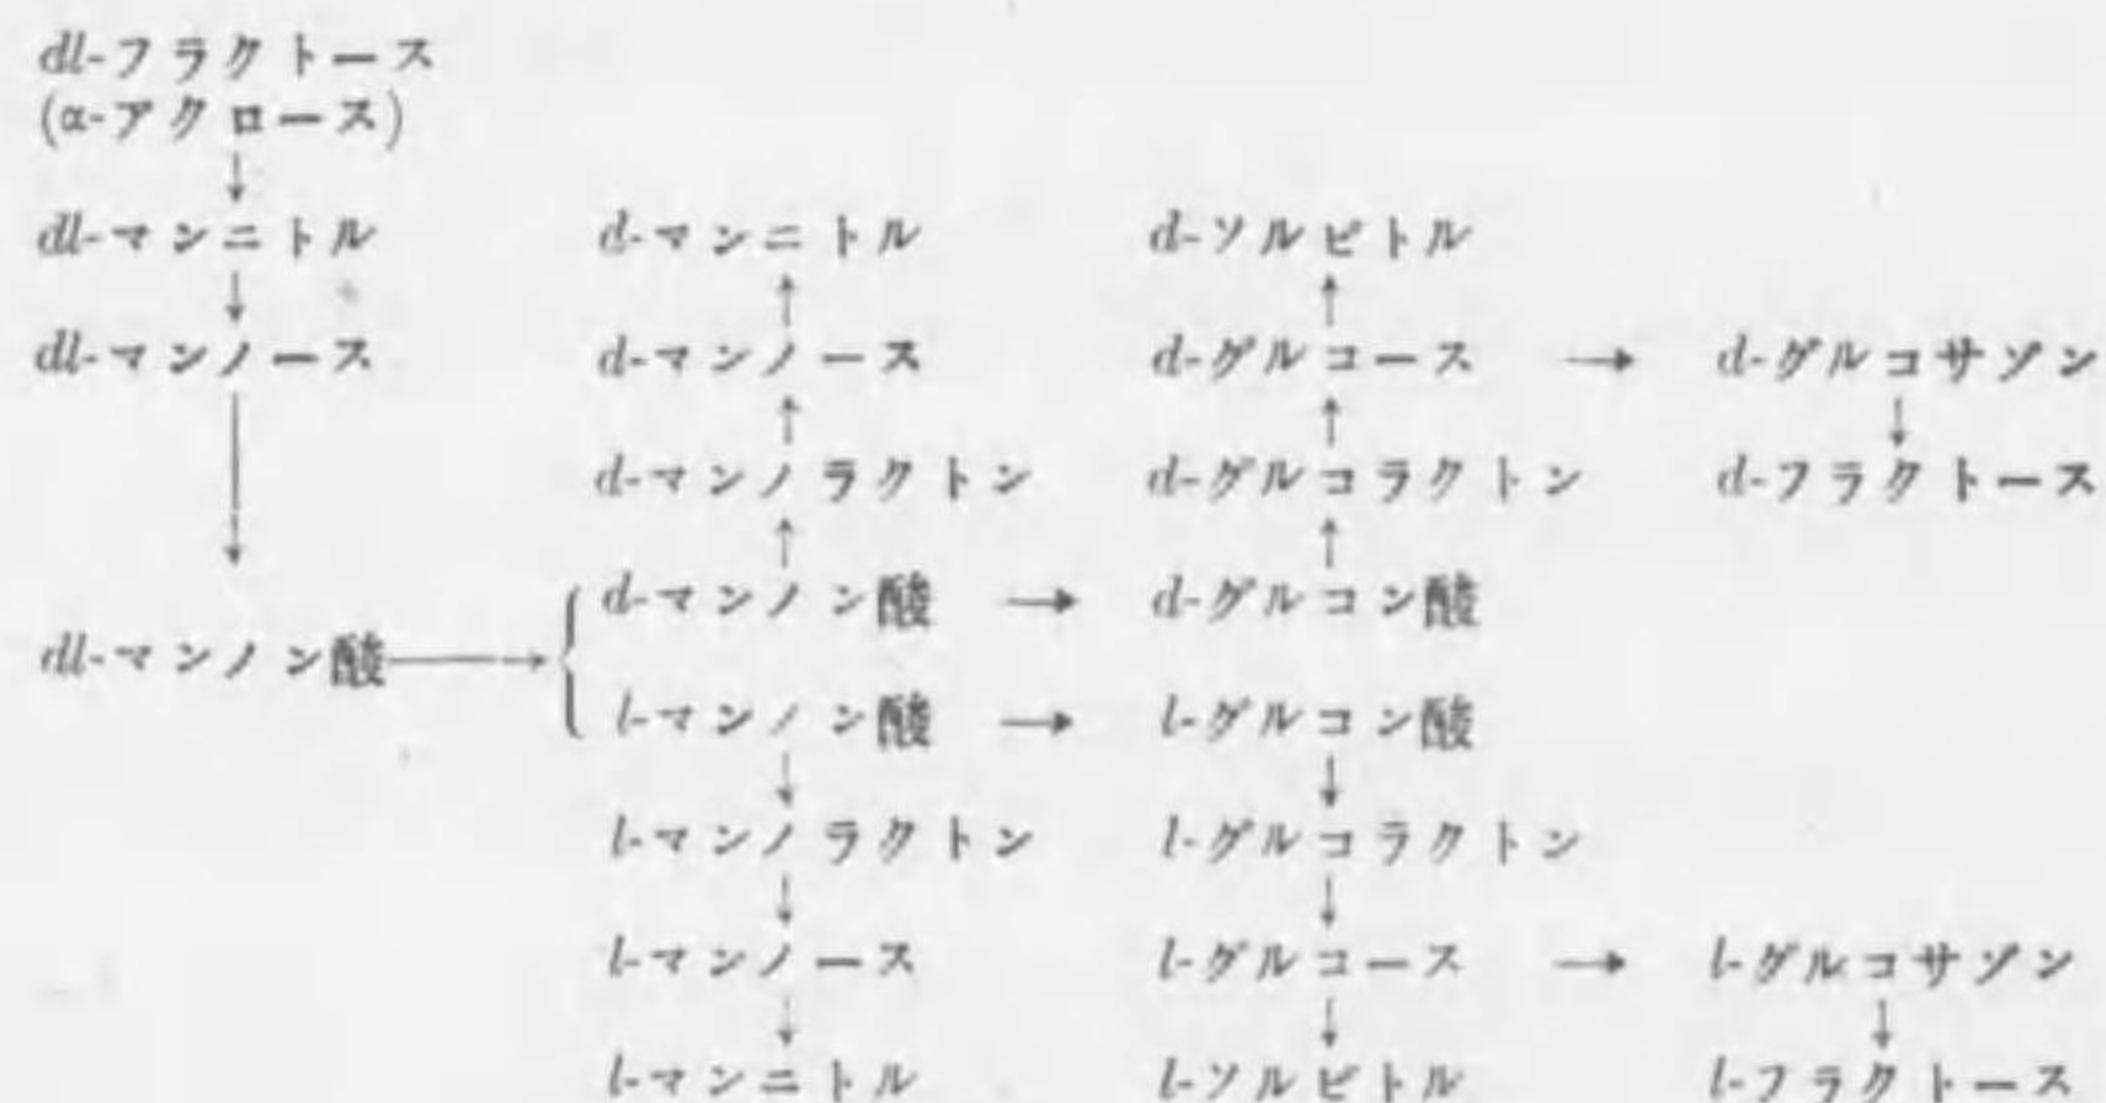 dl-フラクトース
(α-アクロース)
↓
dl-マンニトル d-マンニトル d-ソルビトル
↓ ↑ ↑
dl-マンノース d-マンノース d-グルコース → d-グルコサゾン
↓ ↑ ↑ ↓
d-マンノラクトン d-グルコラクトン d-フラクトース
↑ ↑
d-マンノン酸 → d-グルコン酸
dl-マンノン酸 → {
l-マンノン酸 → l-グルコン酸
↓ ↓
l-マンノラクトン l-グルコラクトン
↓ ↓
l-マンノース l-グルコース → l-グルコサゾン
↓ ↓ ↓
l-マンニトル l-ソルビトル l-フラクトース